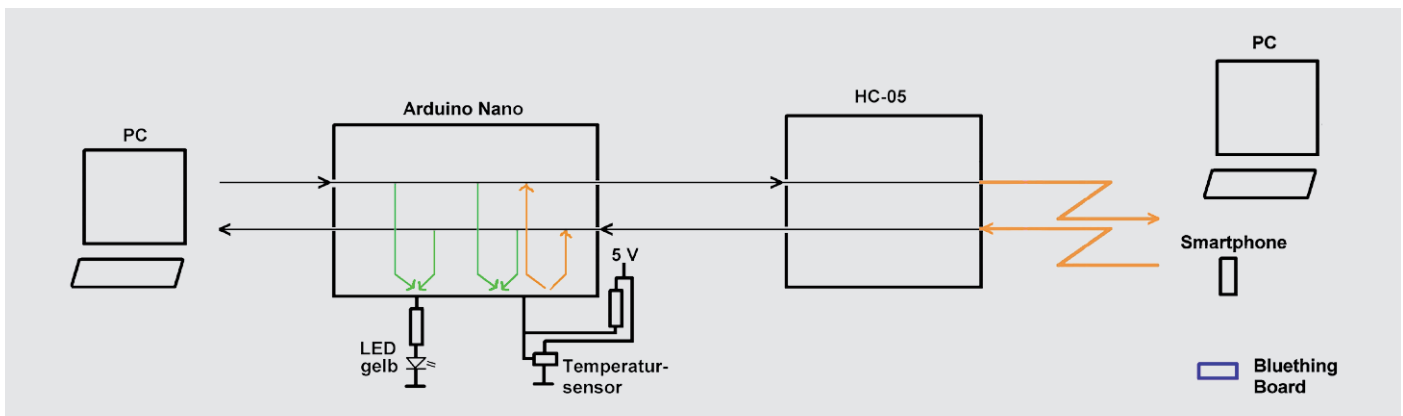 PC
Arduino Nano
HC-05
PC
Smartphone
5 V
LED
gelb
Temperatur-
sensor
Bluething
Board